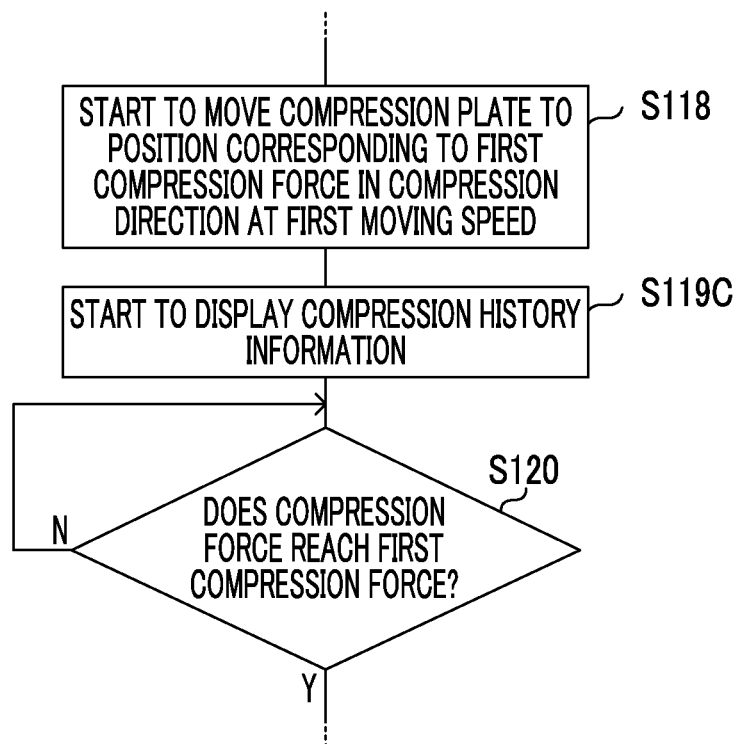 START TO MOVE COMPRESSION PLATE TO
POSITION CORRESPONDING TO FIRST
COMPRESSION FORCE IN COMPRESSION
DIRECTION AT FIRST MOVING SPEED
S118
START TO DISPLAY COMPRESSION HISTORY
INFORMATION
S119C
S120
DOES COMPRESSION
FORCE REACH FIRST
COMPRESSION FORCE?
N
Y